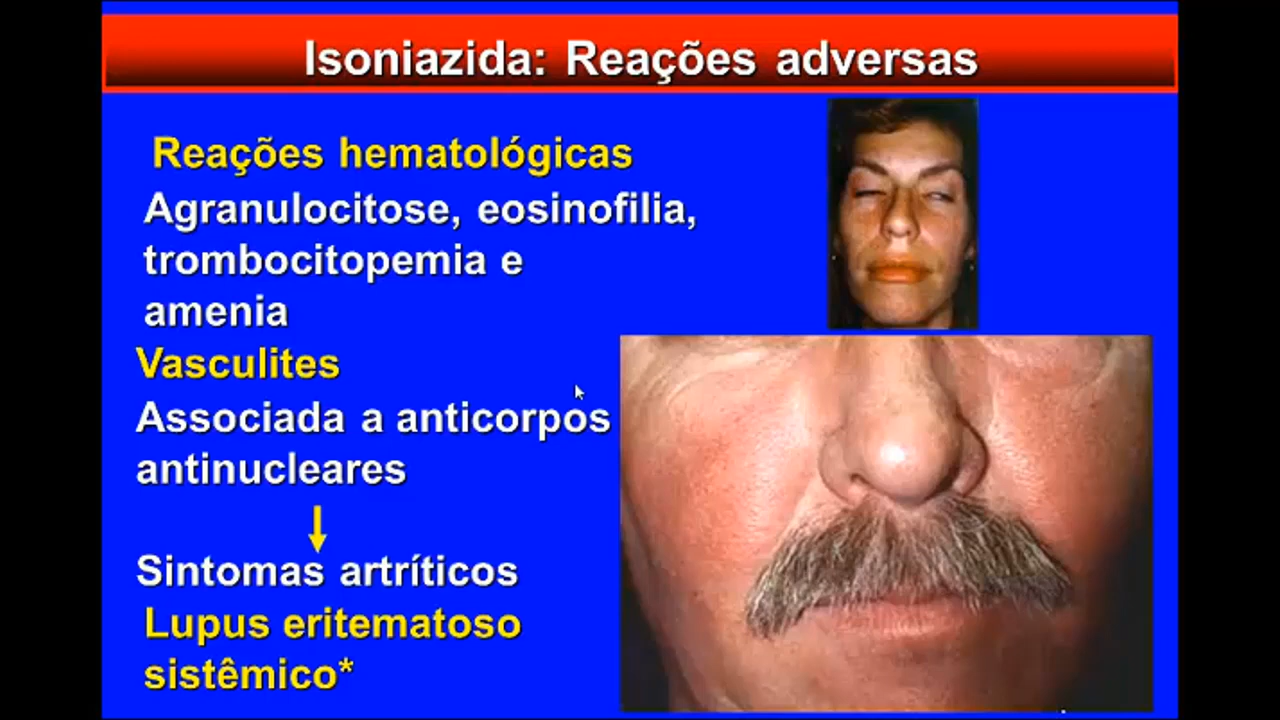 Isoniazida: Reações adversas
Reações hematológicas
Agranulocitose, eosinofilia,
trombocitopemia e
amenia
Vasculites
Associada a anticorpos
antinucleares
Sintomas artríticos
Lupus eritematoso
sistêmico*